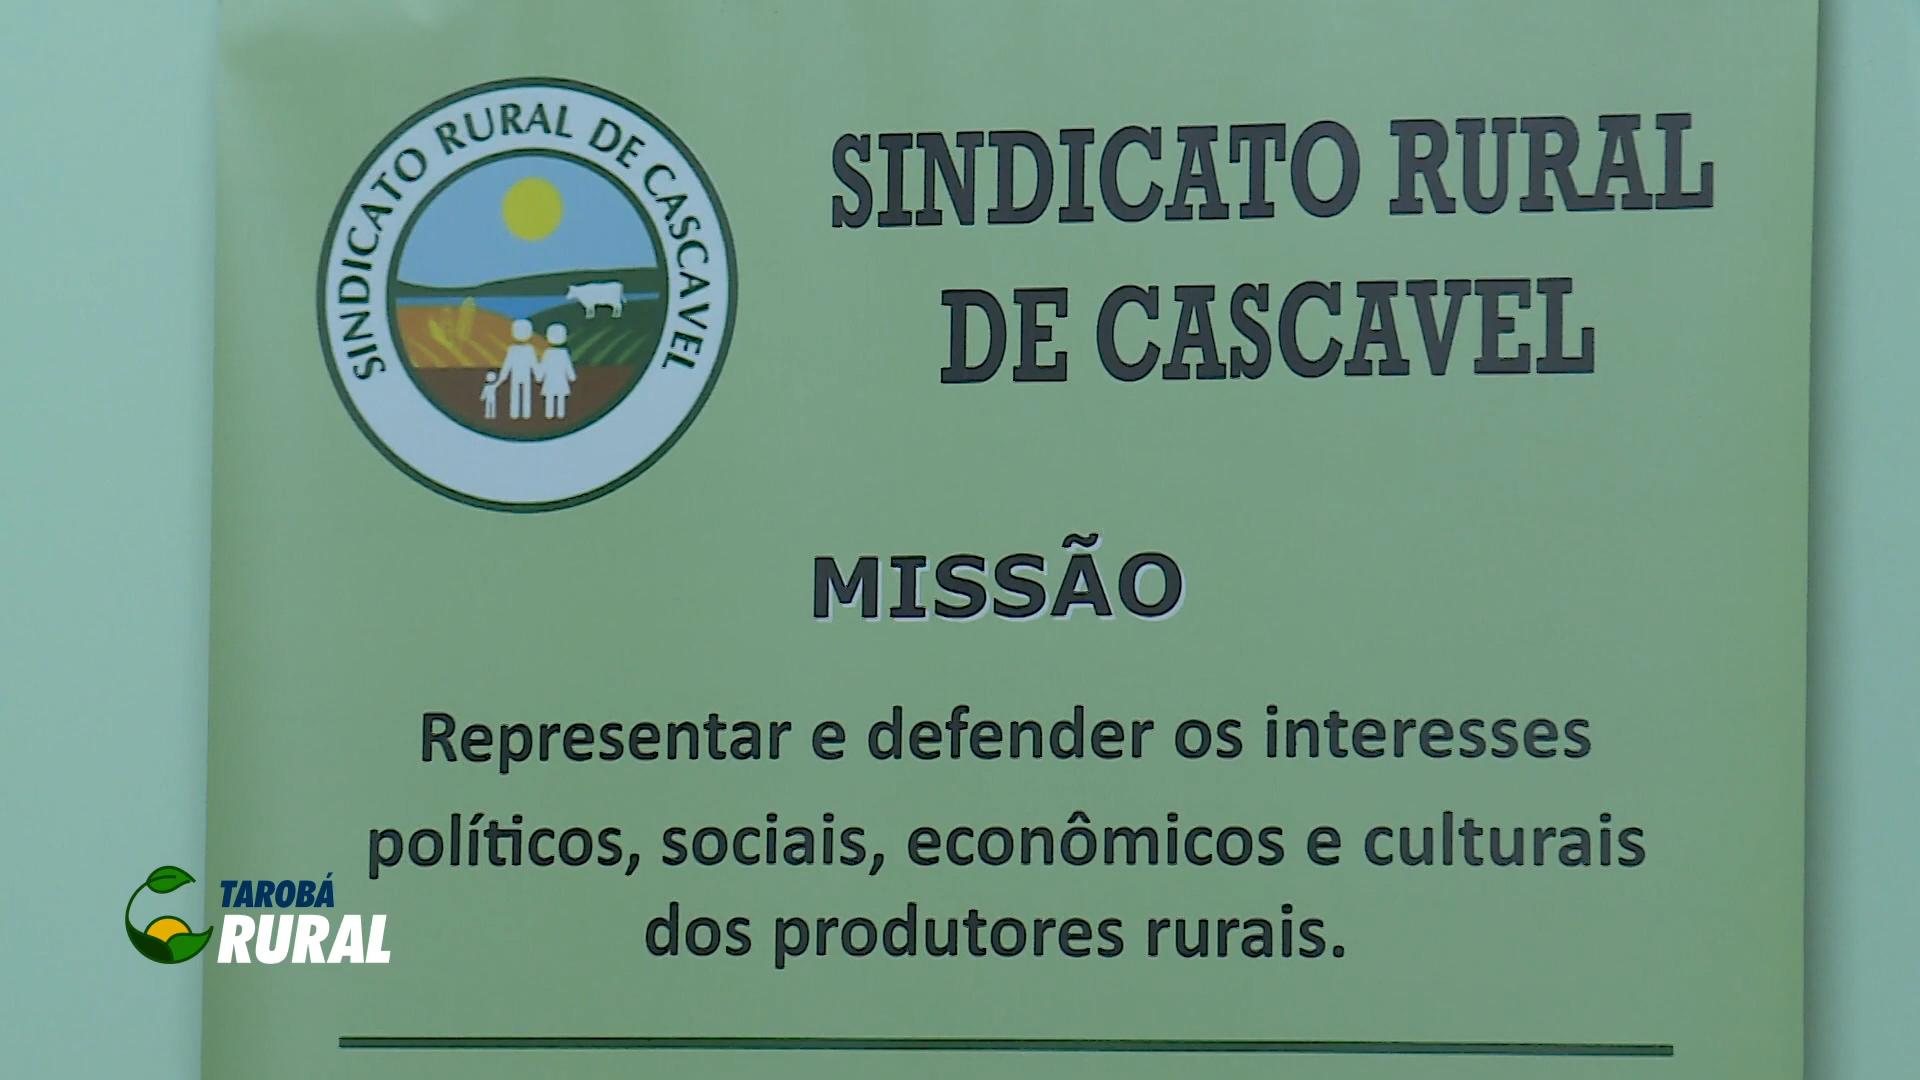 SINDICATO RURAL DE CASCAVEL
SINDICATO RURAL
DE CASCAVEL
MISSÃO
Representar e defender os interesses
políticos, sociais, econômicos e culturais
dos produtores rurais.
TAROBÁ
RURAL